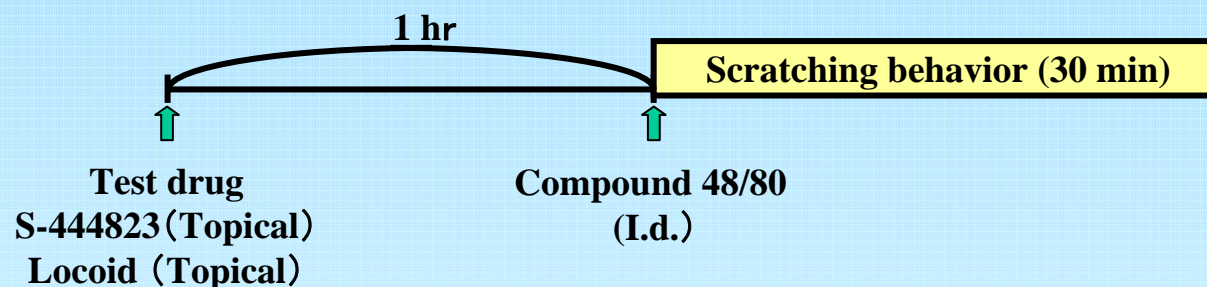 1 hr
Scratching behavior (30 min)
Test drug
S-444823（Topical）
Locoid （Topical）
Compound 48/80
(I.d.）